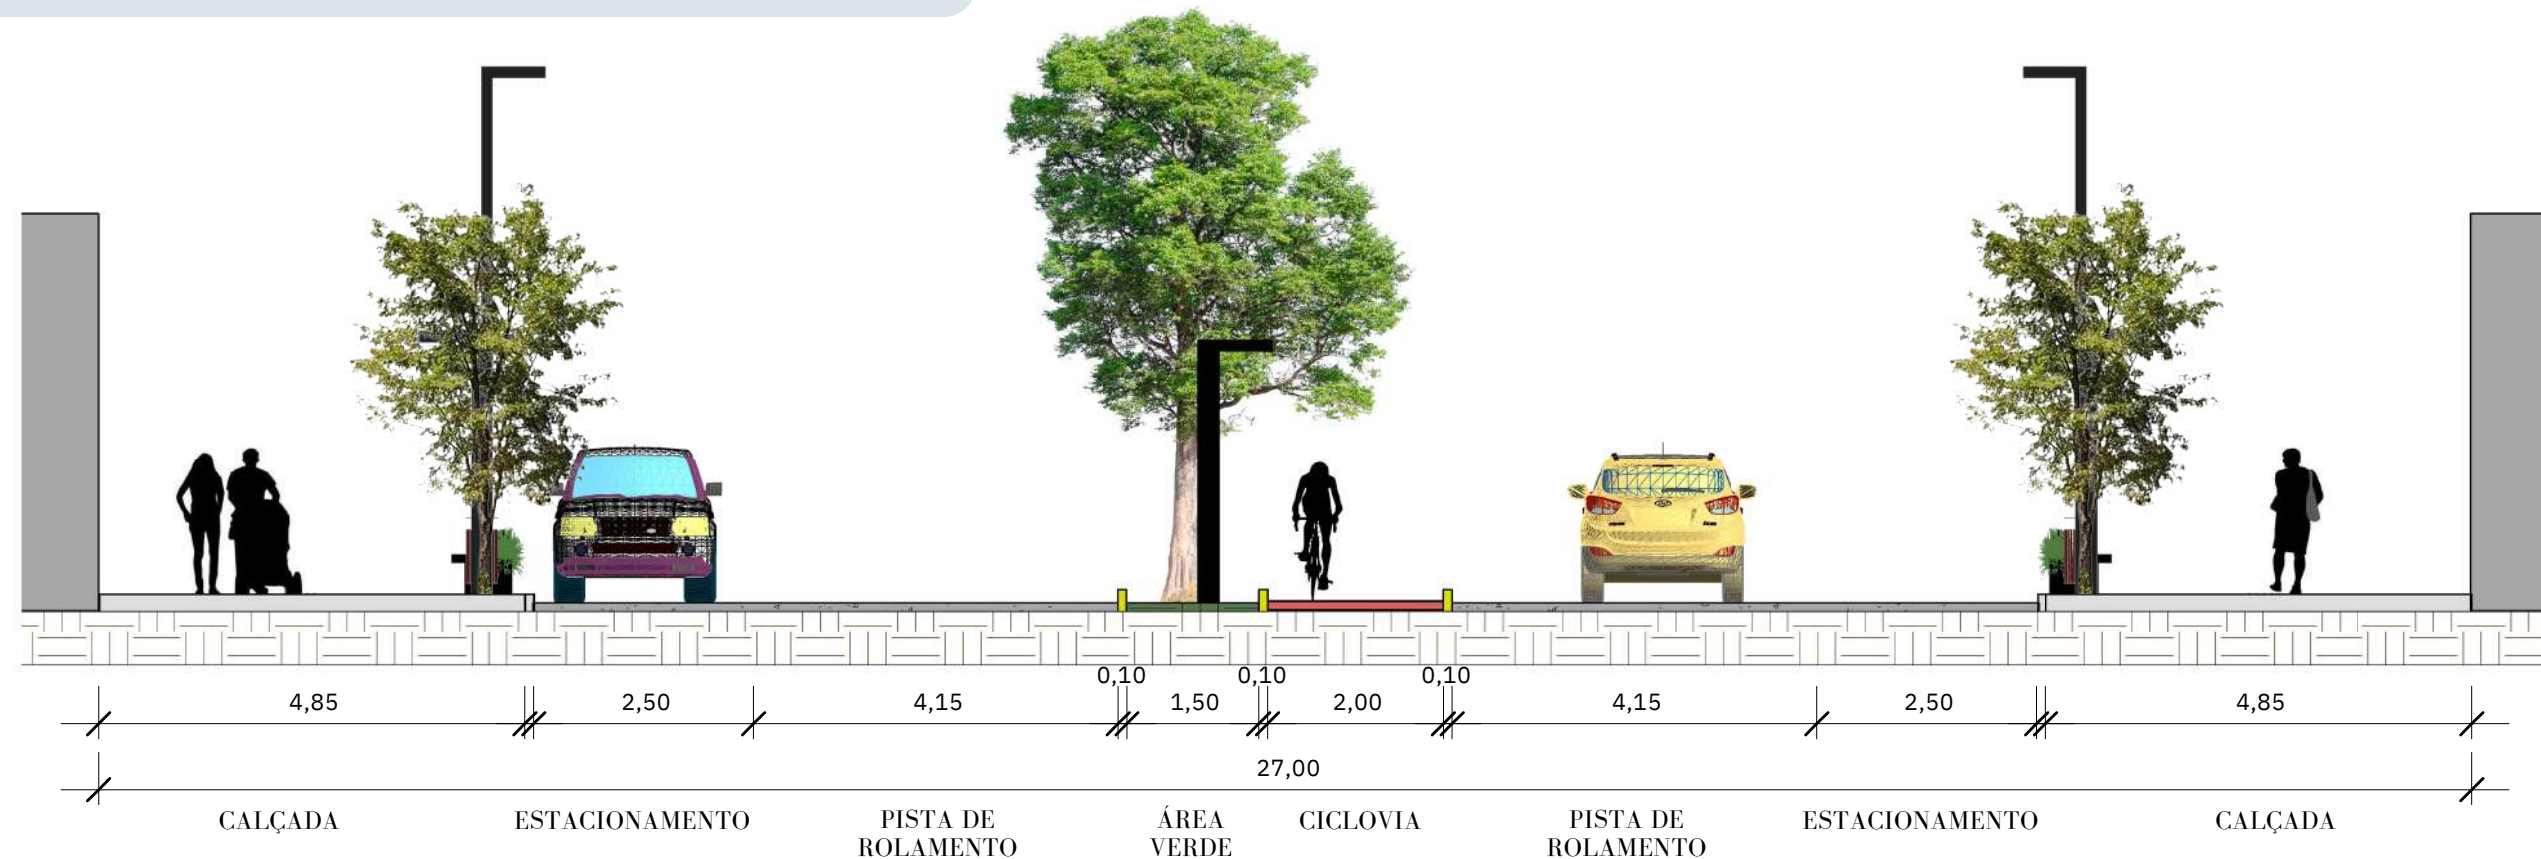 0,10 0,10 0,10
4,85 2,50 4,15 1,50 2,00 4,15 2,50 4,85
27,00
CALÇADA ESTACIONAMENTO PISTA DE ÁREA CICLOVIA PISTA DE ESTACIONAMENTO CALÇADA
ROLAMENTO VERDE ROLAMENTO